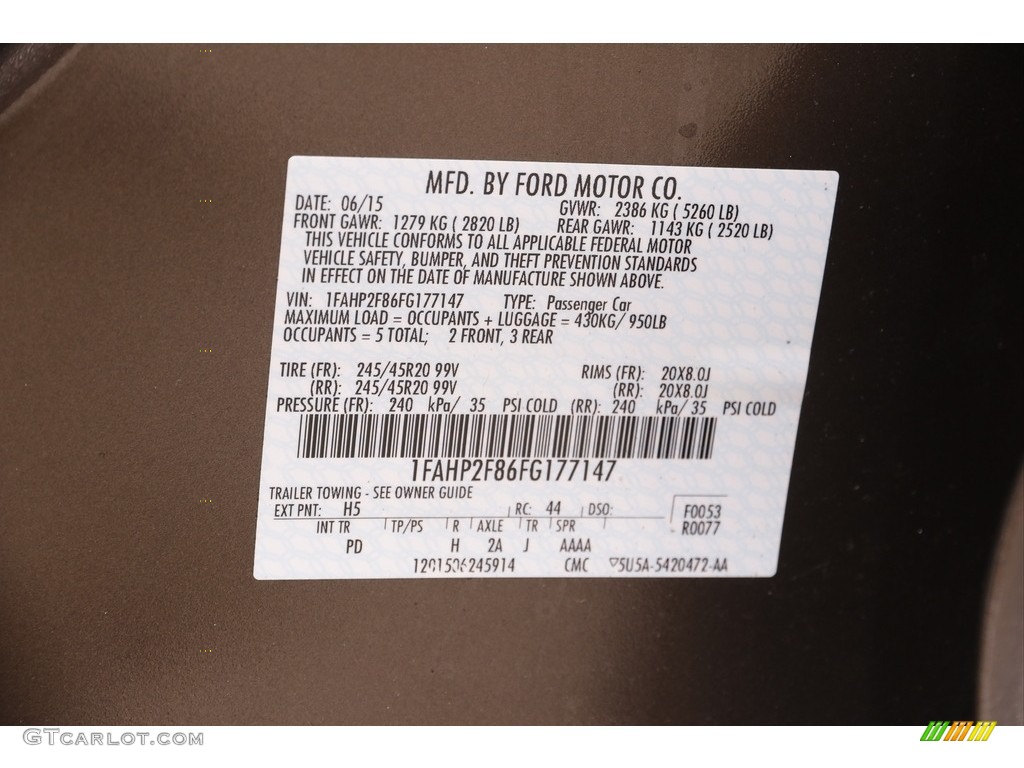 MFD. BY FORD MOTOR CO.
DATE: 06/15 GVWR: 2386 KG ( 5260 LB)
FRONT GAWR: 1279 KG ( 2820 LB) REAR GAWR: 1143 KG ( 2520 LB)
THIS VEHICLE CONFORMS TO ALL APPLICABLE FEDERAL MOTOR
VEHICLE SAFETY, BUMPER, AND THEFT PREVENTION STANDARDS
IN EFFECT ON THE DATE OF MANUFACTURE SHOWN ABOVE.
VIN: 1FAHP2F86FG177147 TYPE: Passenger Car
MAXIMUM LOAD = OCCUPANTS + LUGGAGE = 430KG/ 950LB
OCCUPANTS = 5 TOTAL; 2 FRONT, 3 REAR
TIRE (FR): 245/45R20 99V RIMS (FR): 20X8.0J
(RR): 245/45R20 99V (RR): 20X8.0J
PRESSURE (FR): 240 kPa/ 35 PSI COLD (RR): 240 kPa/ 35 PSI COLD
1FAHP2F86FG177147
TRAILER TOWING - SEE OWNER GUIDE
EXT PNT: H5 RC: 44 DSO: F0053
INT TR TP/PS R AXLE TR SPR R0077
PD H 2A J AAAA
1201506245914 CMC ▽5U5A-5420472-AA
GTcarlot.com